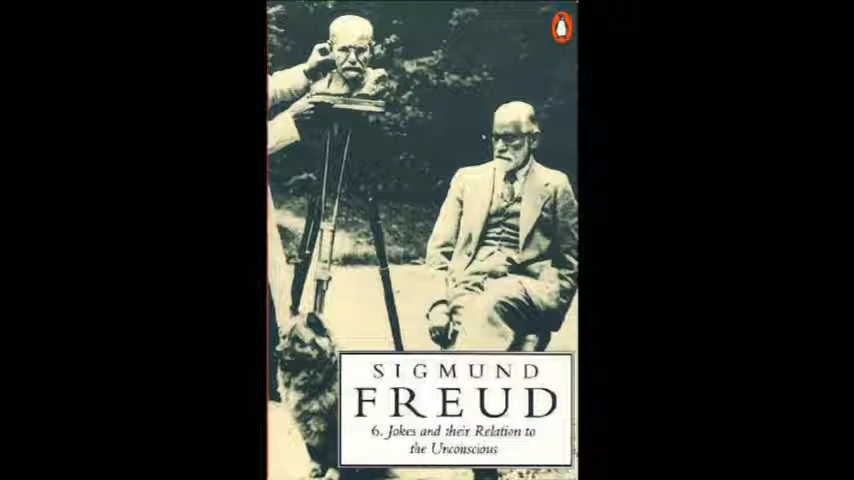 SIGMUND
FREUD
6. Jokes and their Relation to
the Unconscious